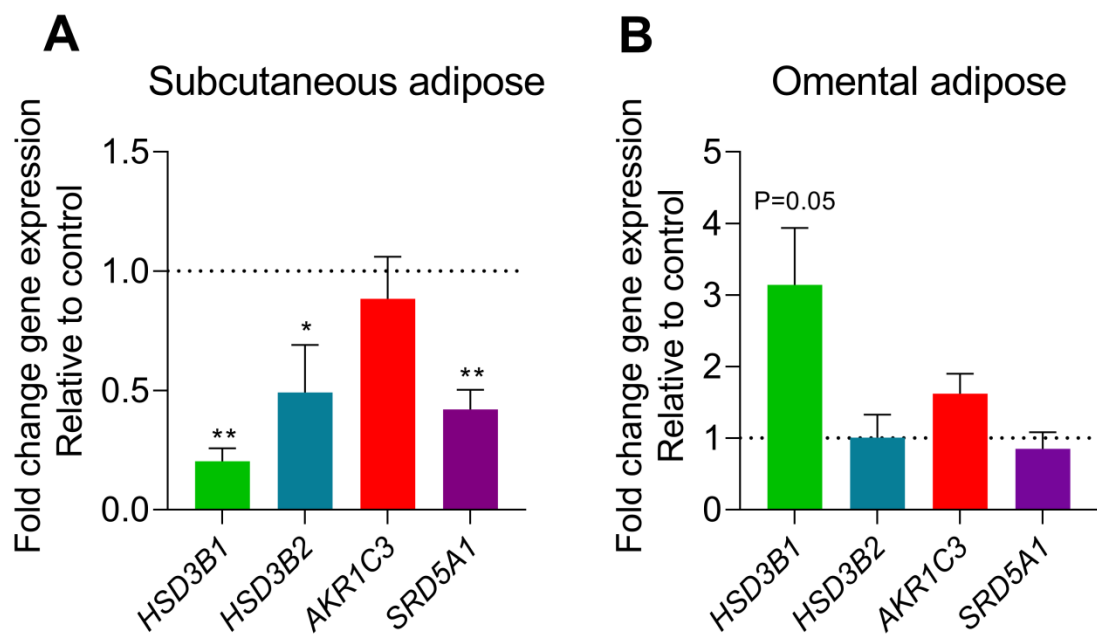 A
Subcutaneous adipose
Fold change gene expression
Relative to control
1.5
1.0
0.5
0.0
**
*
**
HSD3B1
HSD3B2
AKR1C3
SRD5A1
B
Omental adipose
Fold change gene expression
Relative to control
5
4
3
2
1
0
P=0.05
HSD3B1
HSD3B2
AKR1C3
SRD5A1